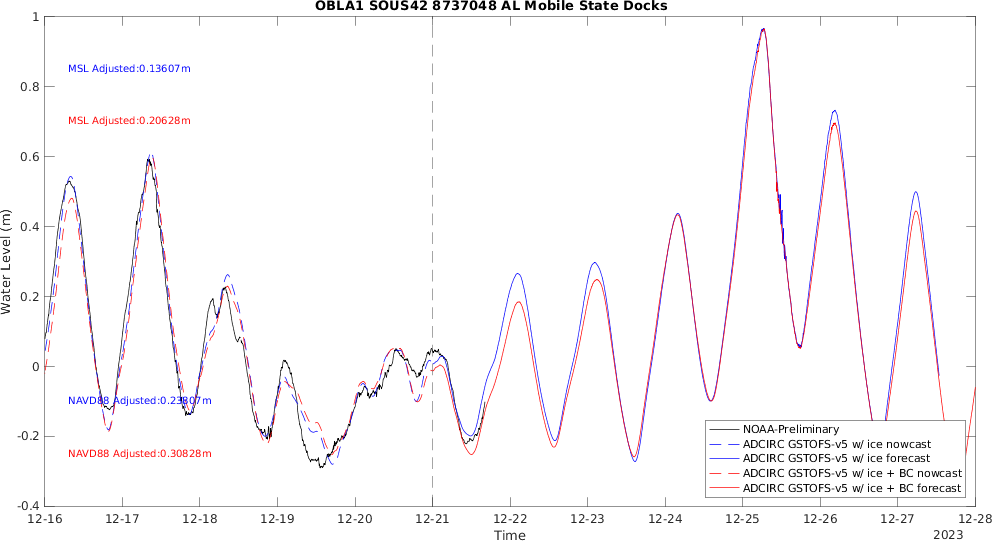 OBLA1 SOUS42 8737048 AL Mobile State Docks
1
MSL Adjusted:0.13607m
0.8
MSL Adjusted:0.20628m
0.6
0.4
Water Level (m)
0.2
0
NAVD88 Adjusted:0.23807m
-0.2
NAVD88 Adjusted:0.30828m
-0.4
NOAA-Preliminary
ADCIRC GSTOFS-v5 w/ ice nowcast
ADCIRC GSTOFS-v5 w/ ice forecast
ADCIRC GSTOFS-v5 w/ ice + BC nowcast
ADCIRC GSTOFS-v5 w/ ice + BC forecast
12-16 12-17 12-18 12-19 12-20 12-21 12-22 12-23 12-24 12-25 12-26 12-27 12-28
Time
2023